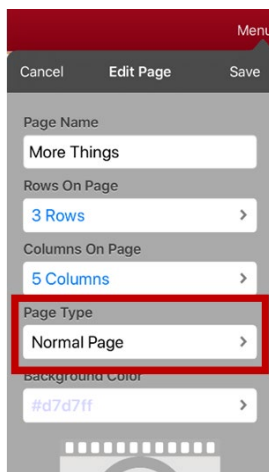 Menu
Cancel Edit Page Save
Page Name
More Things
Rows On Page
3 Rows
Columns On Page
5 Columns
Page Type
Normal Page
Background Color
#d7d7ff